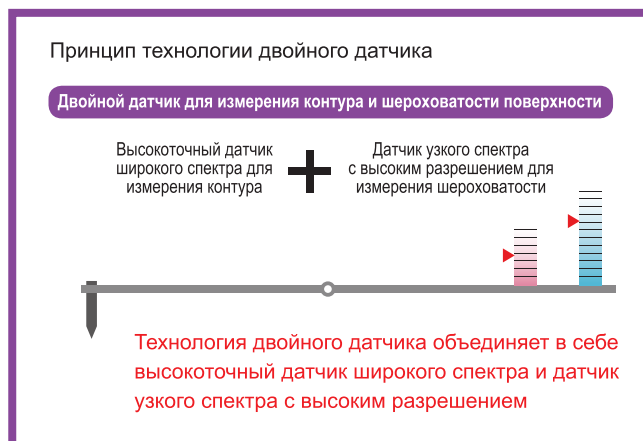 Принцип технологии двойного датчика
Двойной датчик для измерения контура и шероховатости поверхности
Высокоточный датчик
широкого спектра для
измерения контура
Датчик узкого спектра
с высоким разрешением для
измерения шероховатости
Технология двойного датчика объединяет в себе
высокоточный датчик широкого спектра и датчик
узкого спектра с высоким разрешением